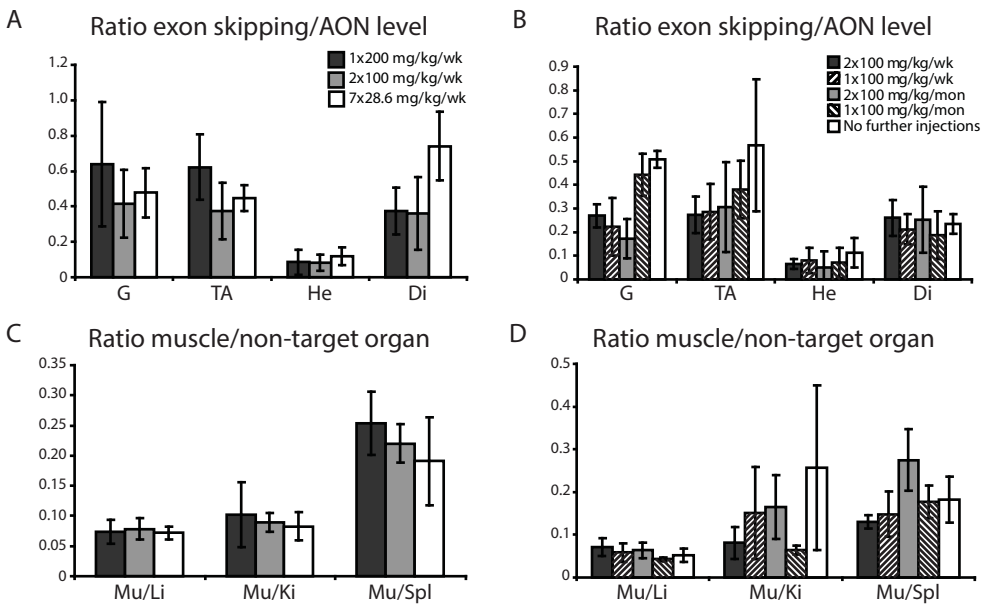 A
Ratio exon skipping/AON level
1x200 mg/kg/wk
2x100 mg/kg/wk
7x28.6 mg/kg/wk
1.2
1.0
0.8
0.6
0.4
0.2
0
G TA He Di
B
Ratio exon skipping/AON level
2x100 mg/kg/wk
1x100 mg/kg/wk
2x100 mg/kg/mon
1x100 mg/kg/mon
No further injections
0.9
0.8
0.7
0.6
0.5
0.4
0.3
0.2
0.1
0
G TA He Di
C
Ratio muscle/non-target organ
0.35
0.30
0.25
0.20
0.15
0.10
0.05
0
Mu/Li Mu/Ki Mu/Spl
D
Ratio muscle/non-target organ
0.5
0.4
0.3
0.2
0.1
0
Mu/Li Mu/Ki Mu/Spl